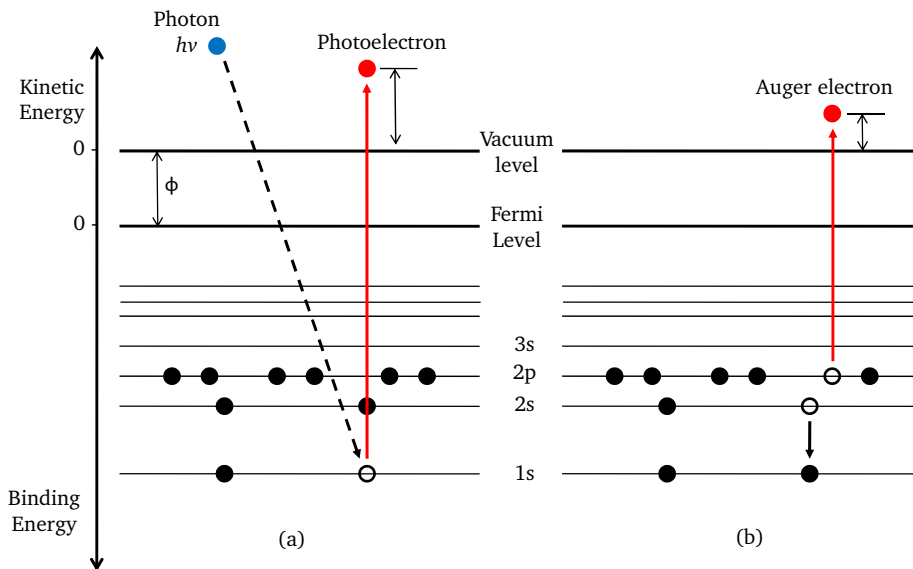 Photon
hν
Photoelectron
Kinetic
Energy
Auger electron
0
Vacuum
level
ϕ
0
Fermi
Level
3s
2p
2s
1s
Binding
Energy
(a)
(b)